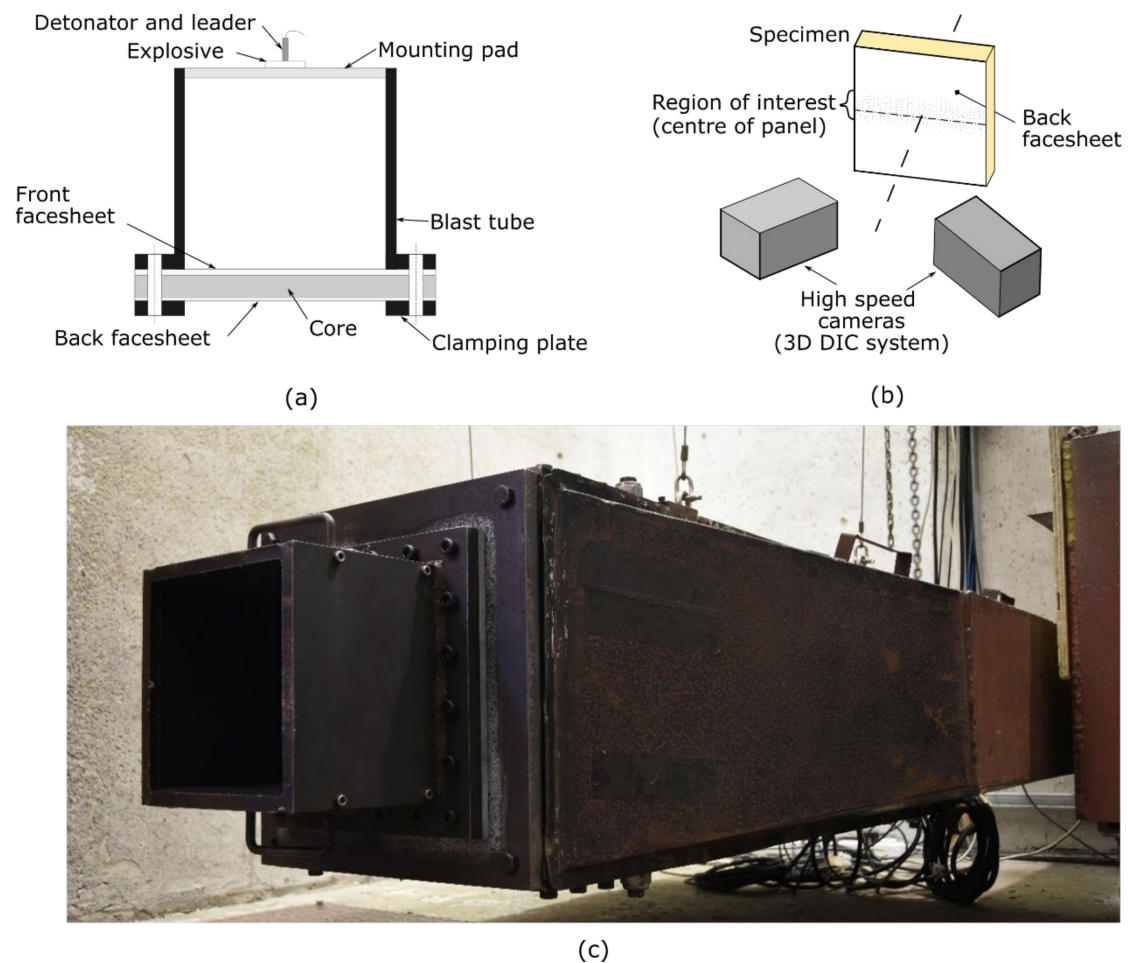 Detonator and leader
Explosive
Mounting pad
Front
facesheet
Blast tube
Back facesheet
Core
Clamping plate
(a)
Specimen
Region of interest
(centre of panel)
Back
facesheet
High speed
cameras
(3D DIC system)
(b)
(c)